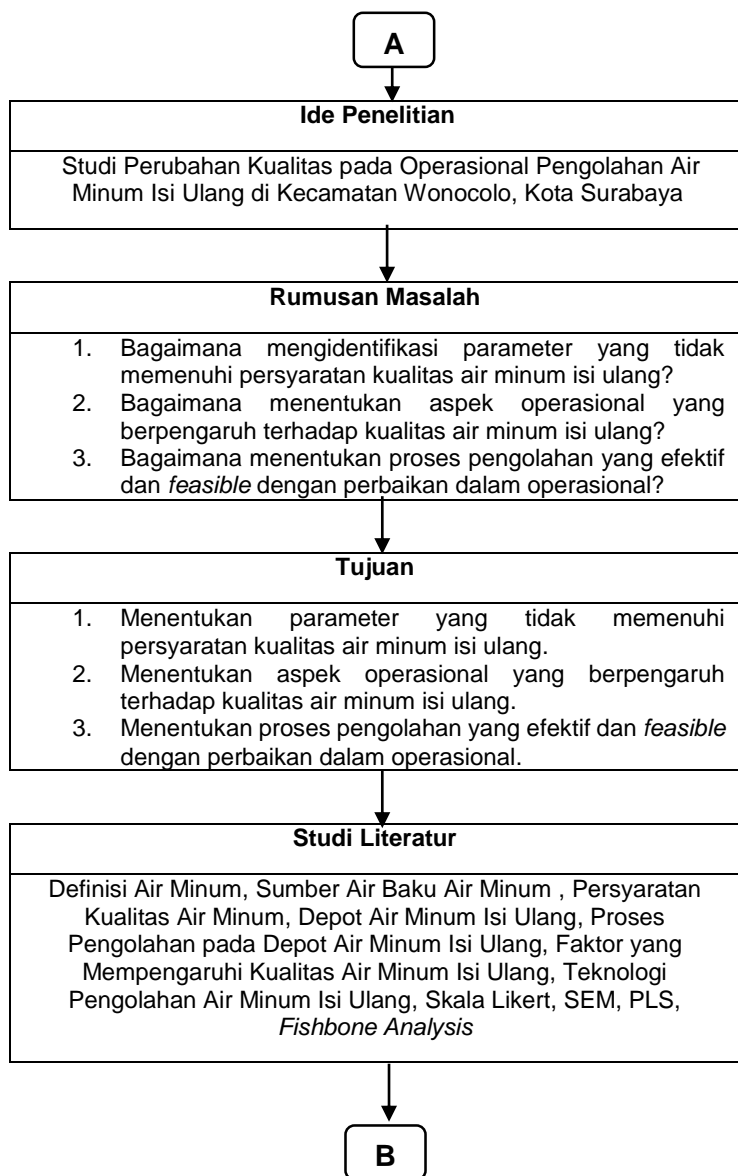 A
Ide Penelitian
Studi Perubahan Kualitas pada Operasional Pengolahan Air
Minum Isi Ulang di Kecamatan Wonocolo, Kota Surabaya
Rumusan Masalah
1. Bagaimana mengidentifikasi parameter yang tidak
memenuhi persyaratan kualitas air minum isi ulang?
2. Bagaimana menentukan aspek operasional yang
berpengaruh terhadap kualitas air minum isi ulang?
3. Bagaimana menentukan proses pengolahan yang efektif
dan feasible dengan perbaikan dalam operasional?
Tujuan
1. Menentukan parameter yang tidak memenuhi
persyaratan kualitas air minum isi ulang.
2. Menentukan aspek operasional yang berpengaruh
terhadap kualitas air minum isi ulang.
3. Menentukan proses pengolahan yang efektif dan feasible
dengan perbaikan dalam operasional.
Studi Literatur
Definisi Air Minum, Sumber Air Baku Air Minum , Persyaratan
Kualitas Air Minum, Depot Air Minum Isi Ulang, Proses
Pengolahan pada Depot Air Minum Isi Ulang, Faktor yang
Mempengaruhi Kualitas Air Minum Isi Ulang, Teknologi
Pengolahan Air Minum Isi Ulang, Skala Likert, SEM, PLS,
Fishbone Analysis
B